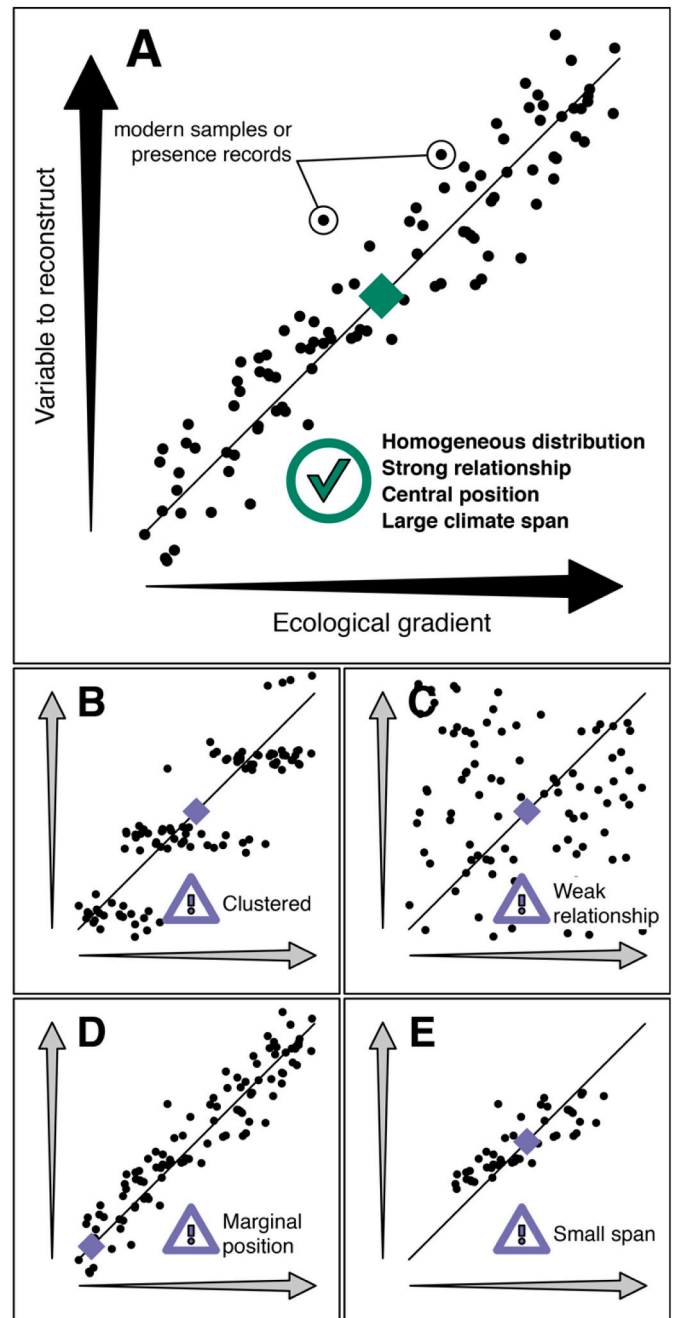 A
modern samples or
presence records
Variable to reconstruct
Homogeneous distribution
Strong relationship
Central position
Large climate span
Ecological gradient
B
!
Clustered
C
!
Weak
relationship
D
!
Marginal
position
E
!
Small span